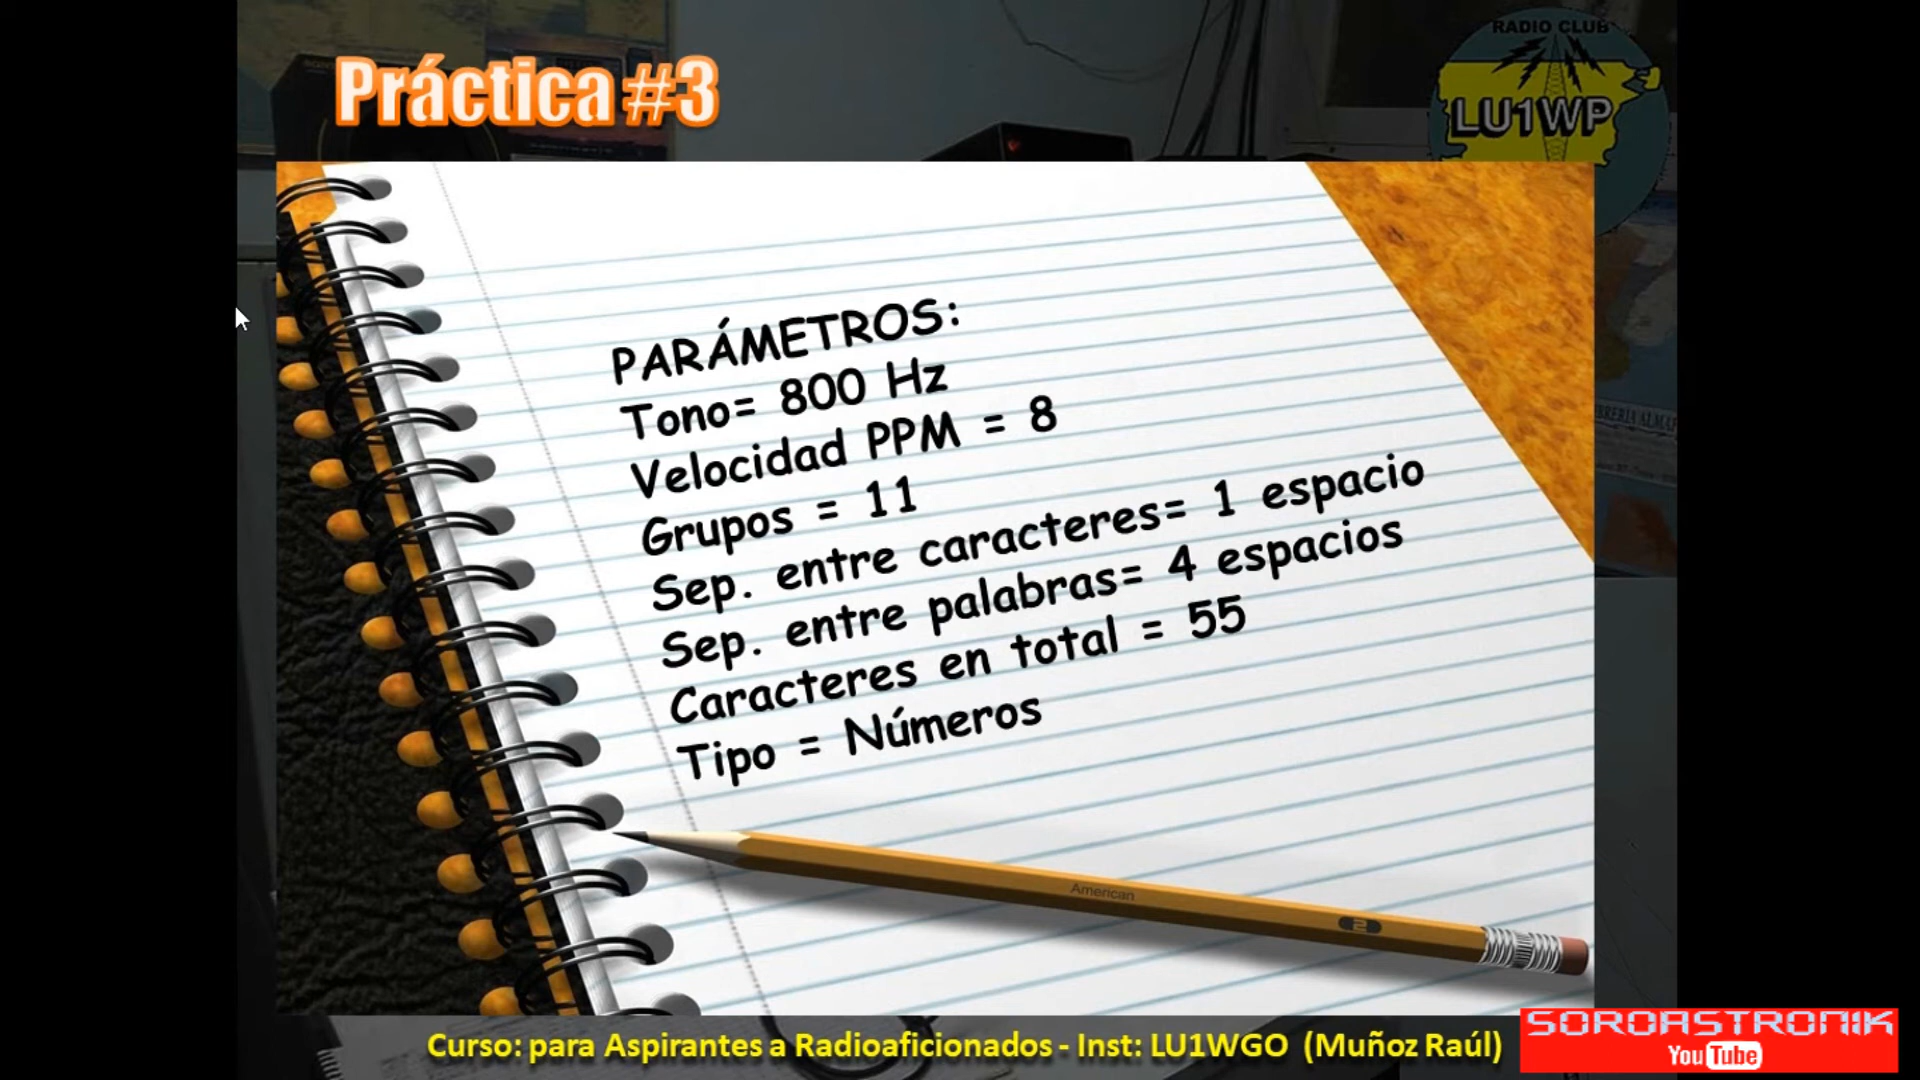 Práctica #3
RADIO CLUB
LU1WP
PARÁMETROS:
Tono= 800 Hz
Velocidad PPM = 8
Grupos = 11
Sep. entre caracteres= 1 espacio
Sep. entre palabras= 4 espacios
Caracteres en total = 55
Tipo = Números
American
2
Curso: para Aspirantes a Radioaficionados - Inst: LU1WGO (Muñoz Raúl)
SOROASTRONIK
YouTube